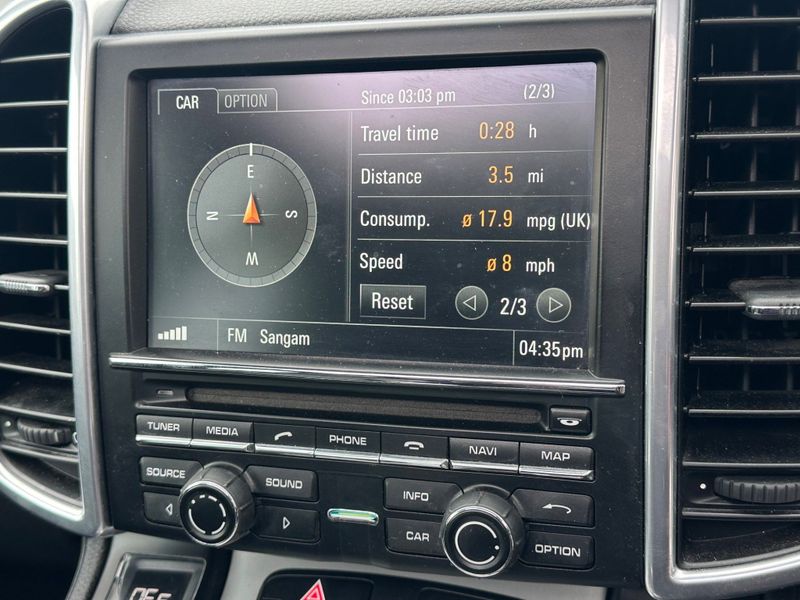 CAR OPTION Since 03:03 pm (2/3)
E
N S
W
Travel time 0:28 h
Distance 3.5 mi
Consump. ø 17.9 mpg (UK)
Speed ø 8 mph
Reset 2/3
FM Sangam 04:35pm
TUNER MEDIA PHONE NAVI MAP
SOURCE SOUND INFO
CAR OPTION